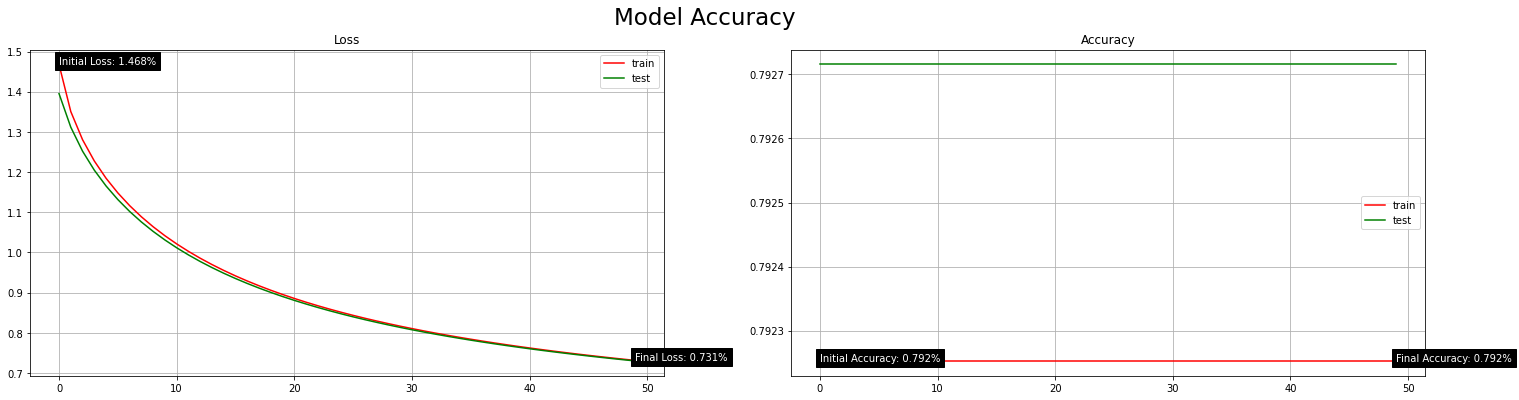 Model Accuracy
Loss
1.5
1.4
1.3
1.2
1.1
1.0
0.9
0.8
0.7
0
10
20
30
40
50
Initial Loss: 1.468%
Final Loss: 0.731%
train
test
Accuracy
0.7927
0.7926
0.7925
0.7924
0.7923
0
10
20
30
40
50
Initial Accuracy: 0.792%
Final Accuracy: 0.792%
train
test